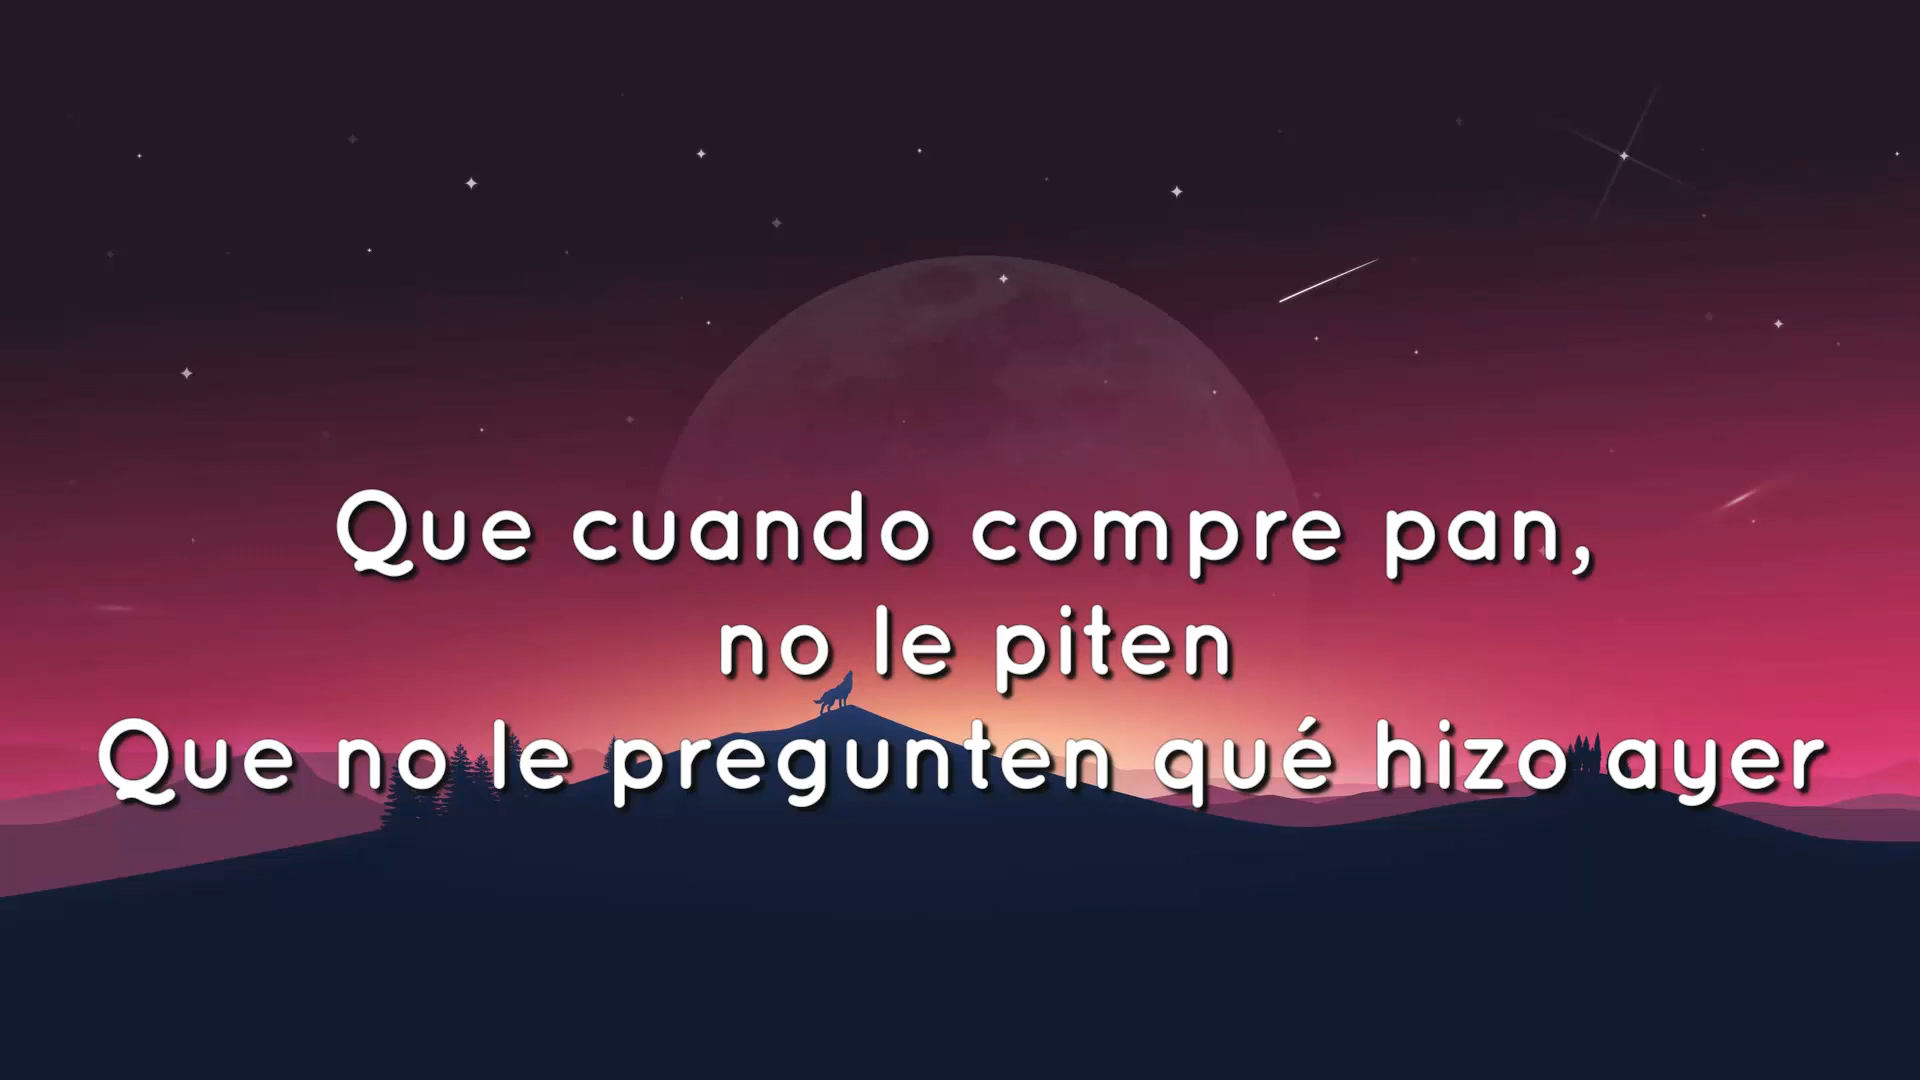 Que cuando compre pan,
no le piten
Que no le pregunten qué hizo ayer